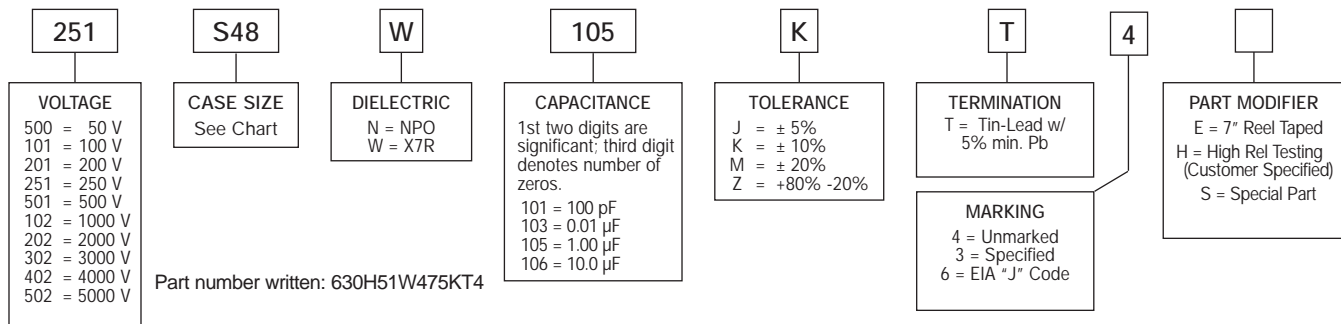 251 S48 W 105 K T 4
VOLTAGE
500 = 50 V
101 = 100 V
201 = 200 V
251 = 250 V
501 = 500 V
102 = 1000 V
202 = 2000 V
302 = 3000 V
402 = 4000 V
502 = 5000 V
CASE SIZE
See Chart
DIELECTRIC
N = NPO
W = X7R
CAPACITANCE
1st two digits are
significant; third digit
denotes number of
zeros.
101 = 100 pF
103 = 0.01 µF
105 = 1.00 µF
106 = 10.0 µF
TOLERANCE
J = ± 5%
K = ± 10%
M = ± 20%
Z = +80% -20%
TERMINATION
T = Tin-Lead w/
5% min. Pb
MARKING
4 = Unmarked
3 = Specified
6 = EIA "J" Code
PART MODIFIER
E = 7" Reel Taped
H = High Rel Testing
(Customer Specified)
S = Special Part
Part number written: 630H51W475KT4